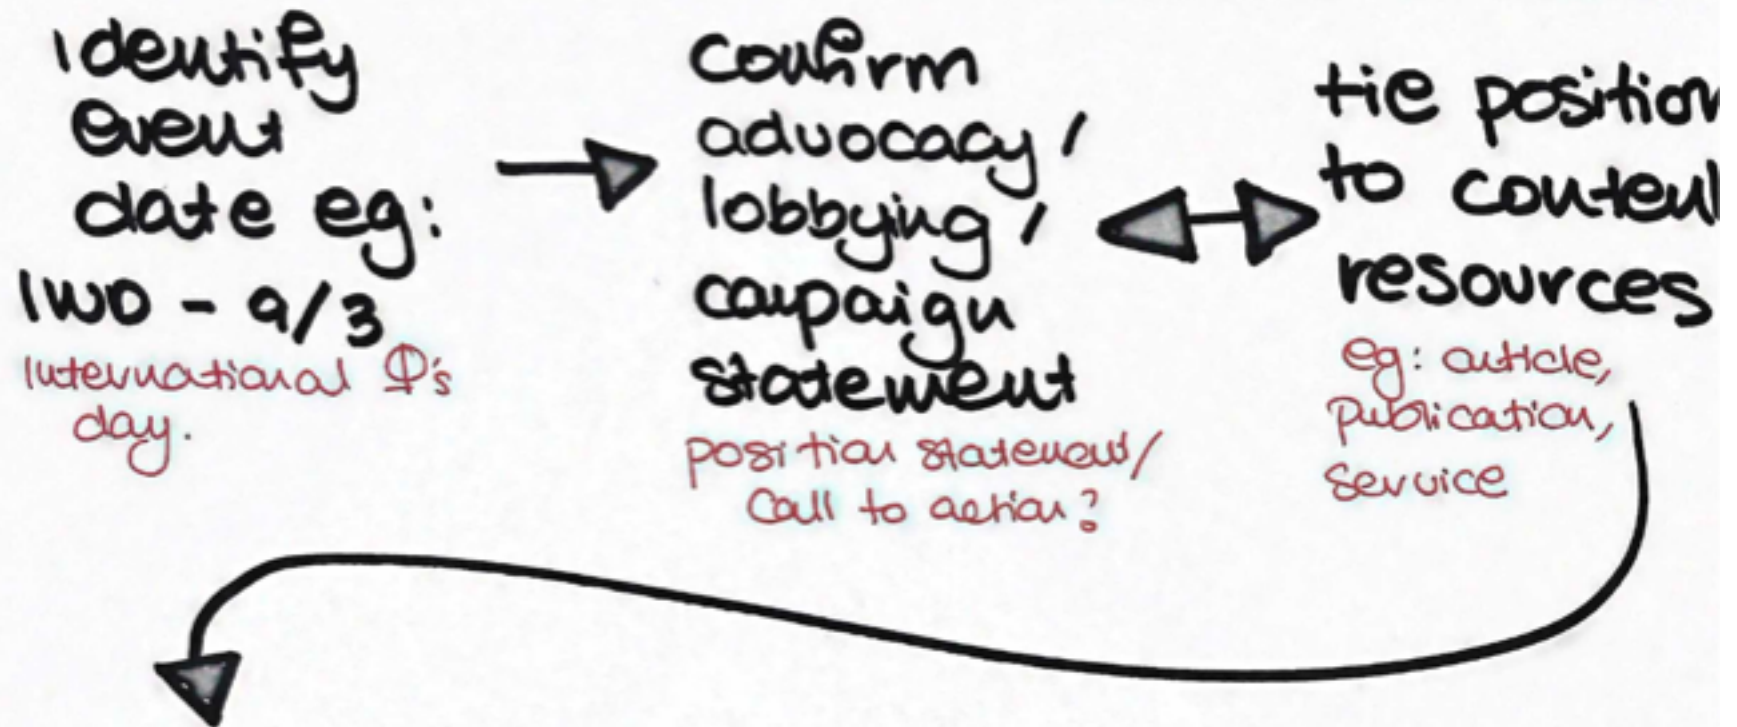 Identify
event
date eg:
IWD - 9/3
International ♀'s
day.
Confirm
advocacy /
lobbying /
campaign
statement
position statement/
Call to action?
tie position
to content
resources
eg: article,
publication,
service